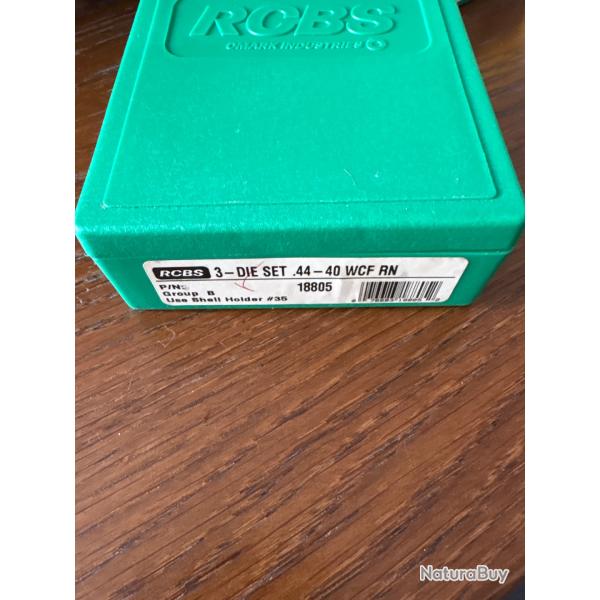 RCBS
OMARK INDUSTRIES
RCBS 3-DIE SET .44-40 WCF RN
P/N: 18805
Group B
Use Shell Holder #35
NaturaBuy